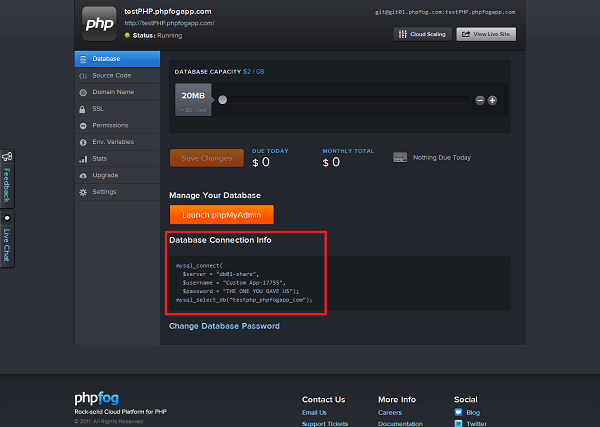 php
testPHP.phpfogapp.com
http://testPHP.phpfogapp.com/
Status: Running
git@git01.phpfog.com:testPHP.phpfogapp.com
Cloud Scaling
View Live Site
Database
Source Code
Domain Name
SSL
Permissions
Env. Variables
Stats
Upgrade
Settings
DATABASE CAPACITY $2 / GB
20MB
= $0 / mo
Save Changes
DUE TODAY
$ 0
MONTHLY TOTAL
$ 0
Nothing Due Today
Manage Your Database
Launch phpMyAdmin
Database Connection Info
mysql_connect(
$server = "db01-share",
$username = "Custom App-17755",
$password = "THE ONE YOU GAVE US");
mysql_select_db("testphp_phpfogapp_com");
Change Database Password
Feedback
Live Chat
phpfog
Rock-solid Cloud Platform for PHP
© 2011. All Rights Reserved.
Contact Us
Email Us
Support Tickets
More Info
Careers
Documentation
Social
Blog
Twitter